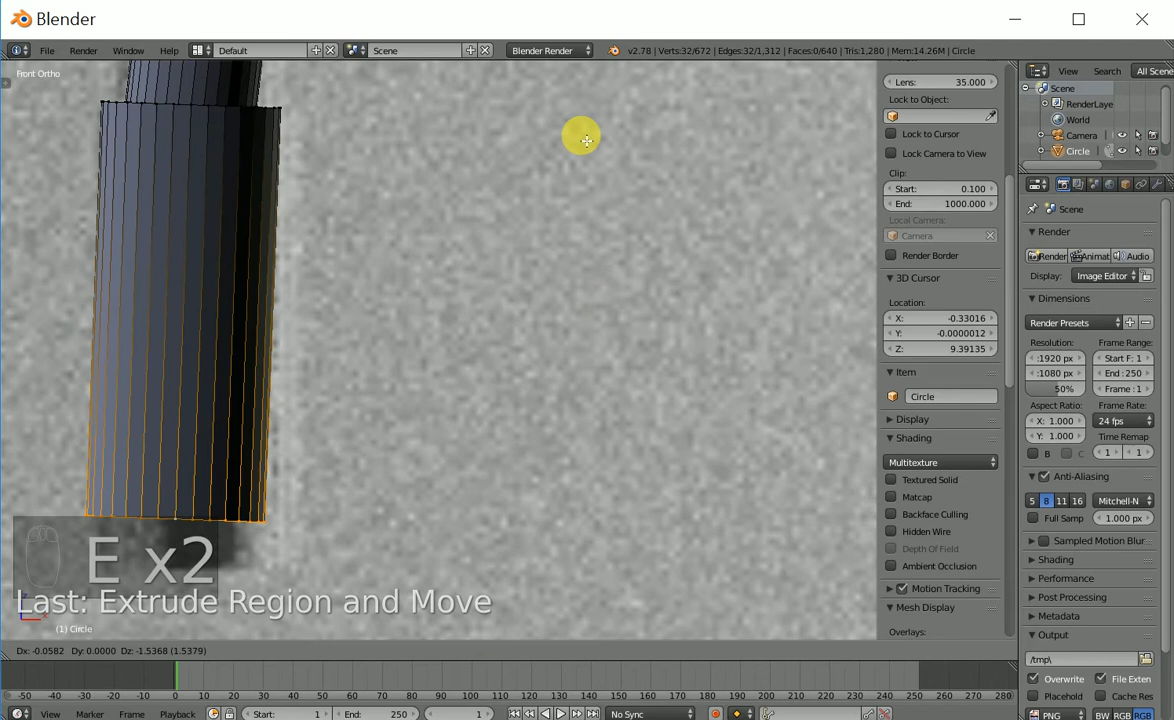 Blender
File Render Window Help Default Scene Blender Render v2.78 | Verts:32/672 | Edges:32/1,312 | Faces:0/640 | Tris:1,280 | Mem:14.26M | Circle
Front Ortho
Lens: 35.000
Lock to Object:
Lock to Cursor
Lock Camera to View
Clip:
Start: 0.100
End: 1000.000
Local Camera:
Camera
Render Border
3D Cursor
Location:
X: -0.33016
Y: -0.0000012
Z: 9.39135
Item
Circle
Display
Shading
Multitexture
Textured Solid
Matcap
Backface Culling
Hidden Wire
Depth Of Field
Ambient Occlusion
Motion Tracking
Mesh Display
Overlays:
View Search All Scene
Scene
RenderLaye
World
Camera
Circle
Scene
Render
Render Animat Audio
Display: Image Editor
Dimensions
Render Presets
Resolution: Frame Range:
:1920 px Start F: 1
:1080 px End : 250
50% Frame : 1
Aspect Ratio: Frame Rate:
X: 1.000 24 fps
Y: 1.000 Time Remap
B C 1 1
Anti-Aliasing
5 8 11 16 Mitchell-N
Full Samp 1.000 px
Sampled Motion Blur
Shading
Performance
Post Processing
Metadata
Output
/tmp\
Overwrite File Exten
Placehold Cache Res
PNG BW RGB RGB
E x2
Last: Extrude Region and Move
(1) Circle
Dx: -0.0582 Dy: 0.0000 Dz: -1.5368 (1.5379)
-50 -40 -30 -20 -10 0 10 20 30 40 50 60 70 80 90 100 110 120 130 140 150 160 170 180 190 200 210 220 230 240 250 260 270 280
View Marker Frame Playback Start: 1 End: 250 1 No Sync